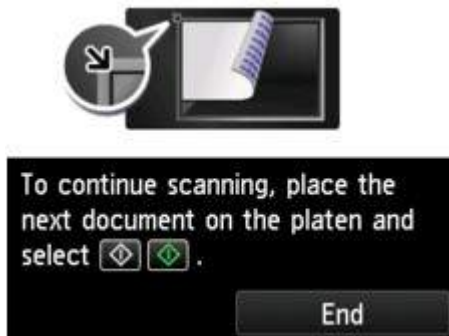 To continue scanning, place the
next document on the platen and
select .
End